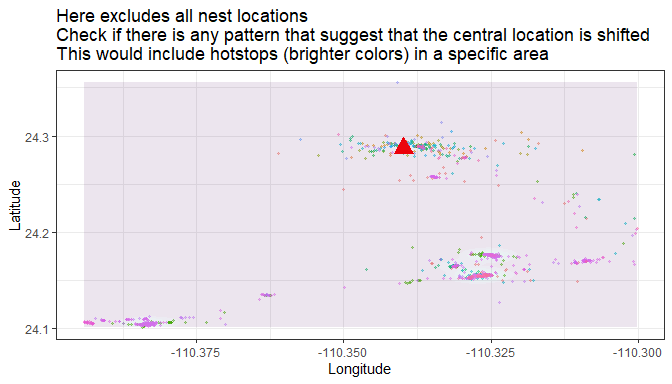 Here excludes all nest locations
Check if there is any pattern that suggest that the central location is shifted
This would include hotstops (brighter colors) in a specific area
24.3
24.2
24.1
Latitude
-110.375
-110.350
-110.325
-110.300
Longitude